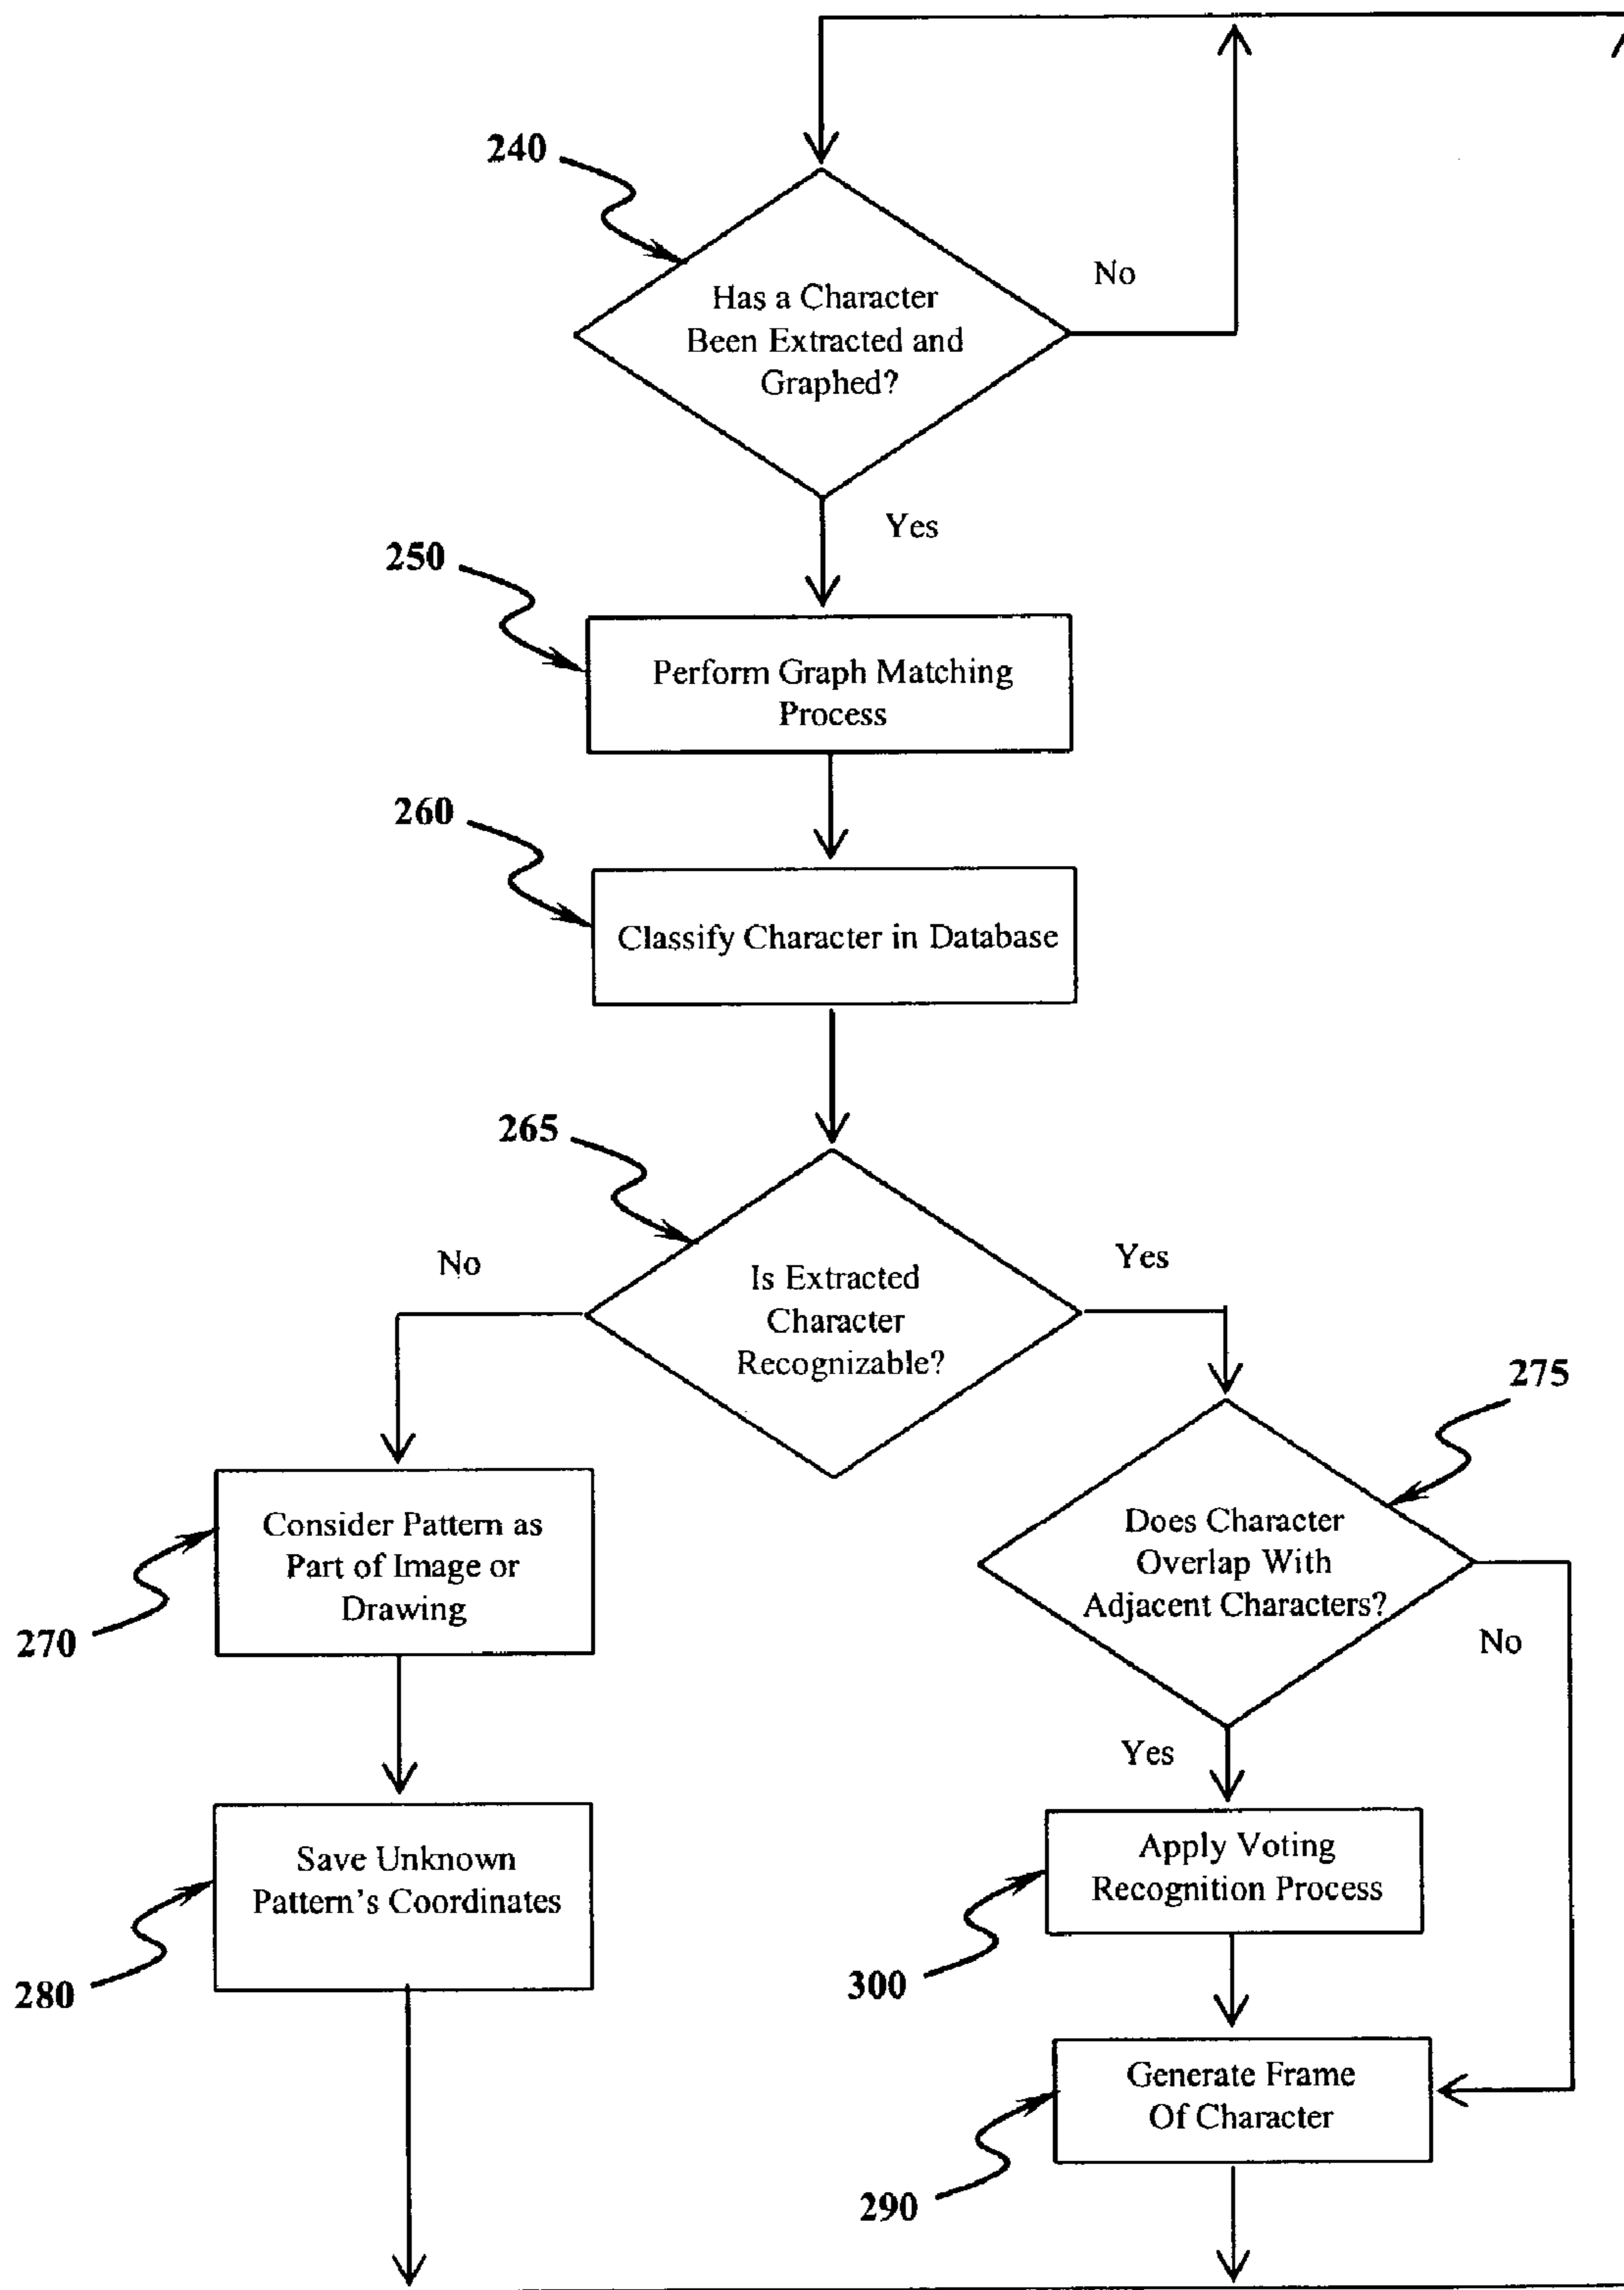 240
Has a Character
Been Extracted and
Graphed?
No
Yes
250
Perform Graph Matching
Process
260
Classify Character in Database
265
No
Is Extracted
Character
Recognizable?
Yes
275
Consider Pattern as
Part of Image or
Drawing
270
Does Character
Overlap With
Adjacent Characters?
No
Yes
Save Unknown
Pattern's Coordinates
280
Apply Voting
Recognition Process
300
Generate Frame
Of Character
290